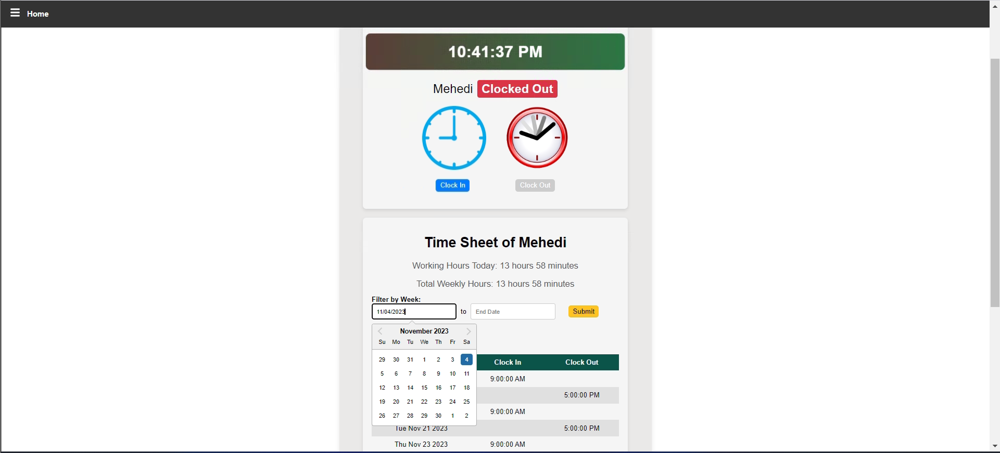 Home
10:41:37 PM
Mehedi Clocked Out
Clock In Clock Out
Time Sheet of Mehedi
Working Hours Today: 13 hours 58 minutes
Total Weekly Hours: 13 hours 58 minutes
Filter by Week:
11/04/2023 to End Date Submit
November 2023
Su Mo Tu We Th Fr Sa
29 30 31 1 2 3 4
5 6 7 8 9 10 11
12 13 14 15 16 17 18
19 20 21 22 23 24 25
26 27 28 29 30 1 2
Clock In Clock Out
9:00:00 AM
5:00:00 PM
9:00:00 AM
Tue Nov 21 2023 5:00:00 PM
Thu Nov 23 2023 9:00:00 AM